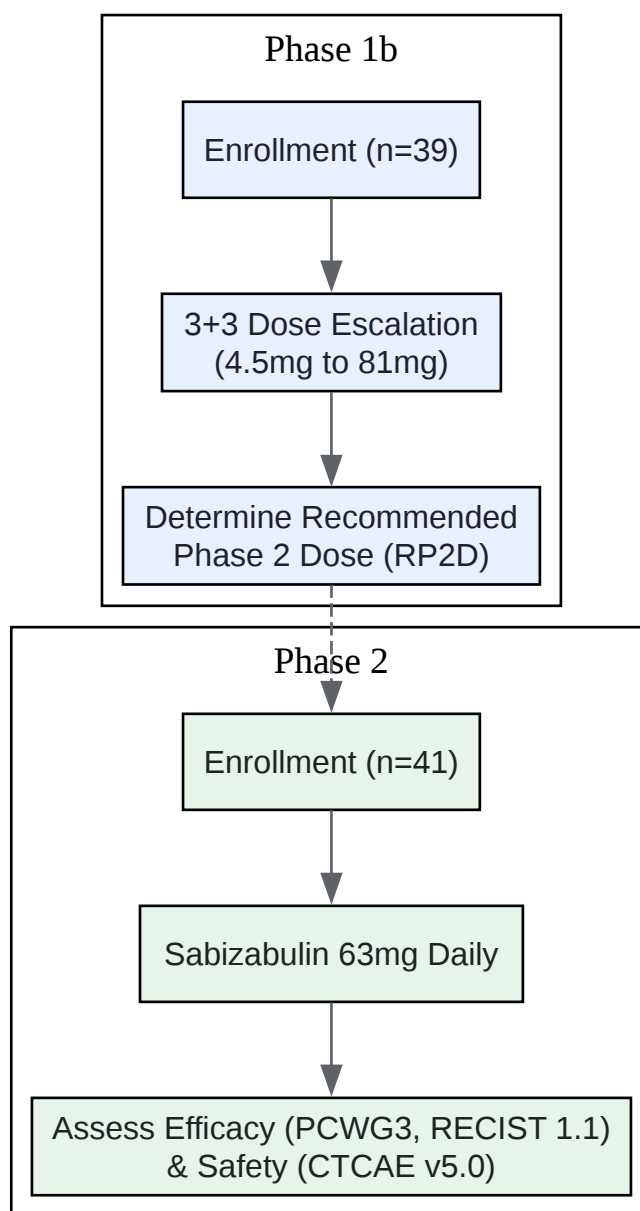 Phase 1b
Enrollment (n=39)
3+3 Dose Escalation
(4.5mg to 81mg)
Determine Recommended
Phase 2 Dose (RP2D)
Phase 2
Enrollment (n=41)
Sabizabulin 63mg Daily
Assess Efficacy (PCWG3, RECIST 1.1)
& Safety (CTCAE v5.0)